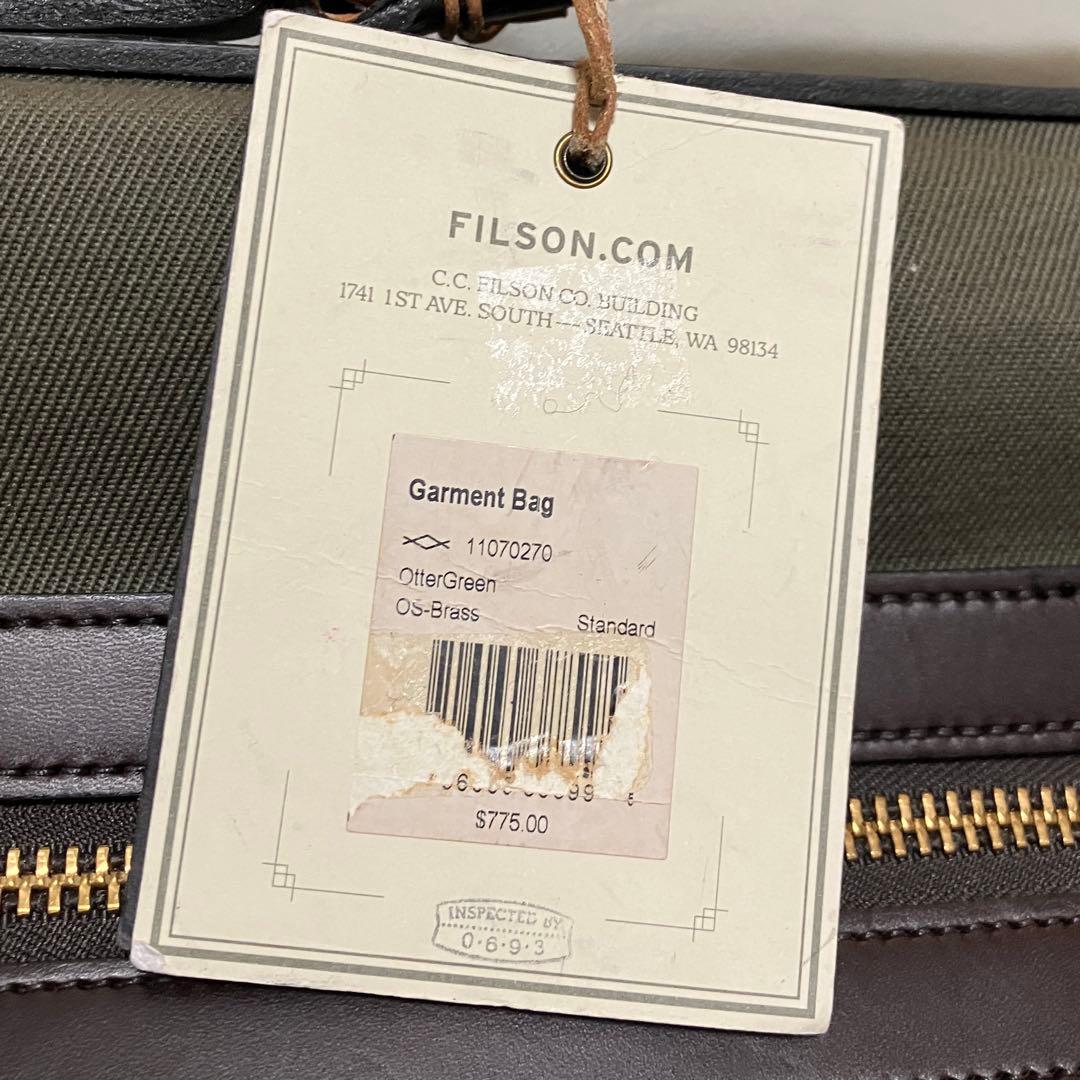 FILSON.COM
C.C. FILSON CO. BUILDING
1741 1ST AVE. SOUTH — SEATTLE, WA 98134
Garment Bag
11070270
OtterGreen
OS-Brass Standard
$775.00
INSPECTED BY
0·6·9·3